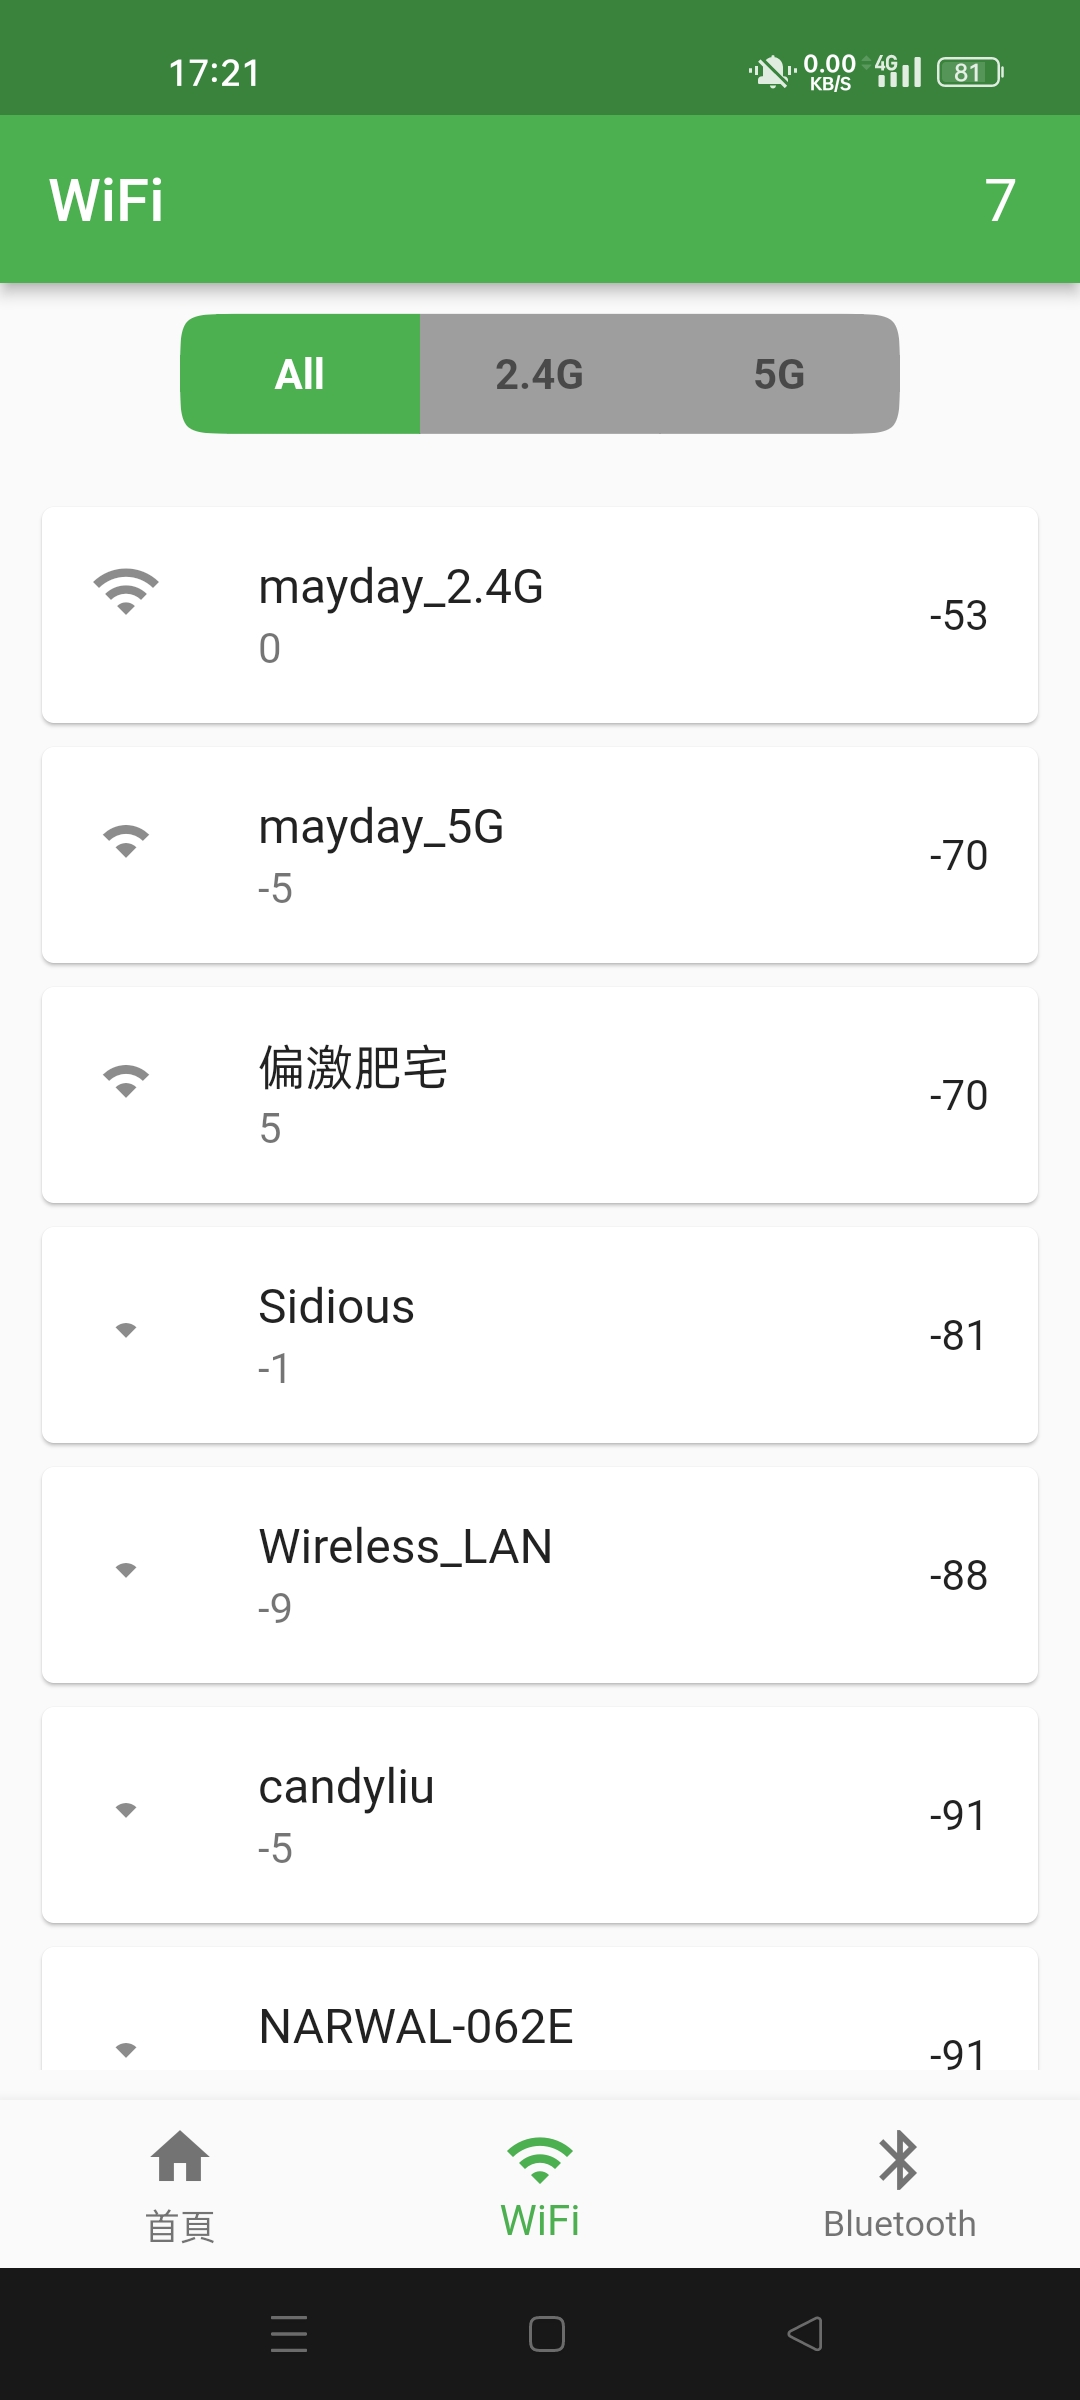 17:21
0.00
KB/S
4G
81
WiFi
7
All
2.4G
5G
mayday_2.4G
0
-53
mayday_5G
-5
-70
偏激肥宅
5
-70
Sidious
-1
-81
Wireless_LAN
-9
-88
candyliu
-5
-91
NARWAL-062E
-91
首頁
WiFi
Bluetooth